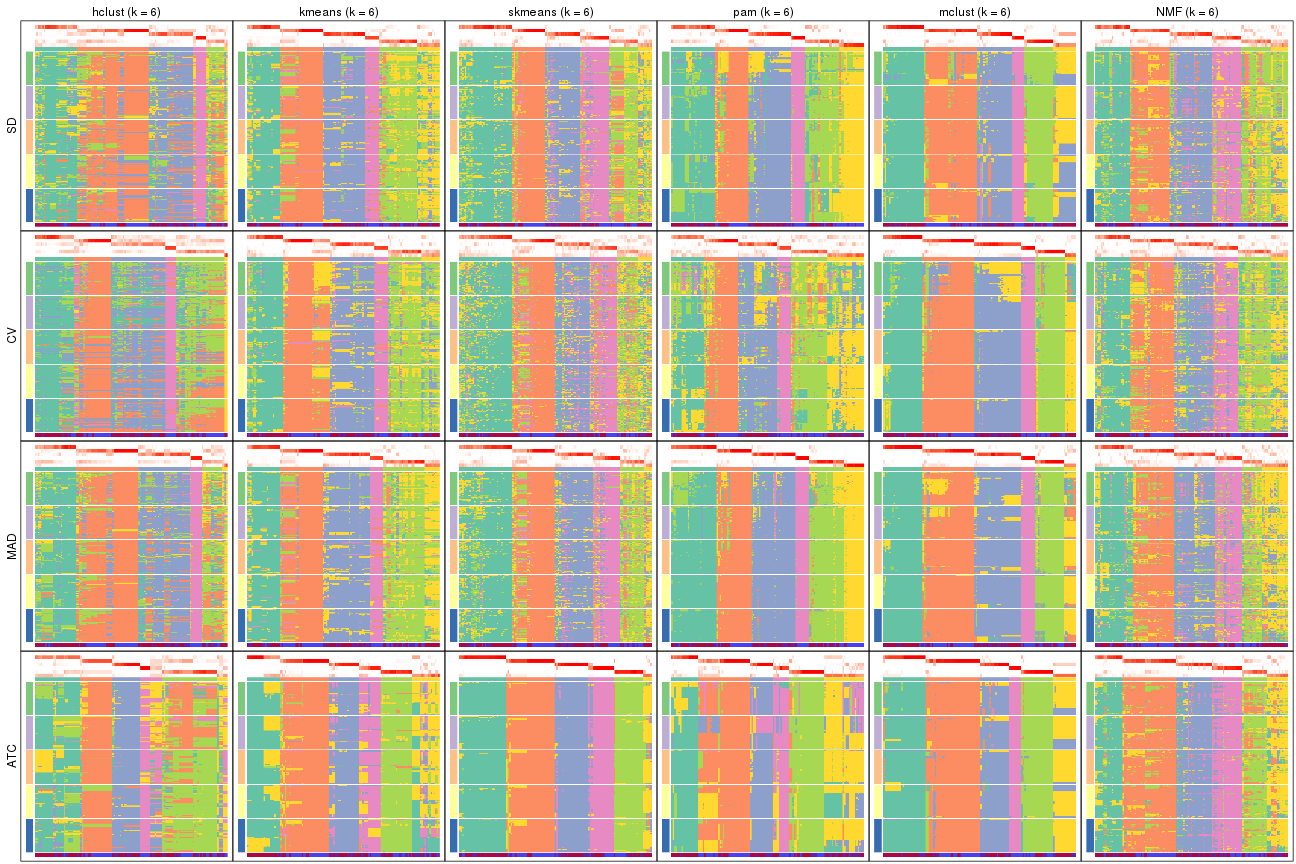 hclust (k = 6) kmeans (k = 6) skmeans (k = 6) pam (k = 6) mclust (k = 6) NMF (k = 6)
SD
CV
MAD
ATC